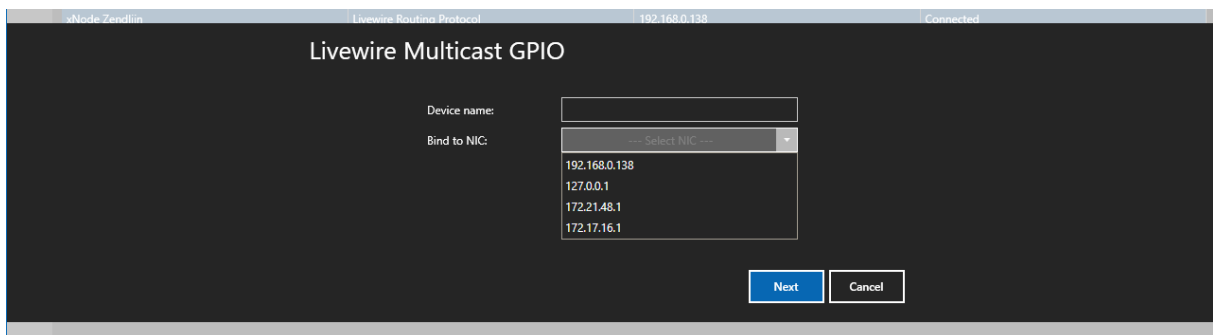 xNode Zendlijn Livewire Routing Protocol 192.168.0.138 Connected
Livewire Multicast GPIO
Device name:
Bind to NIC:
--- Select NIC ---
192.168.0.138
127.0.0.1
172.21.48.1
172.17.16.1
Next Cancel